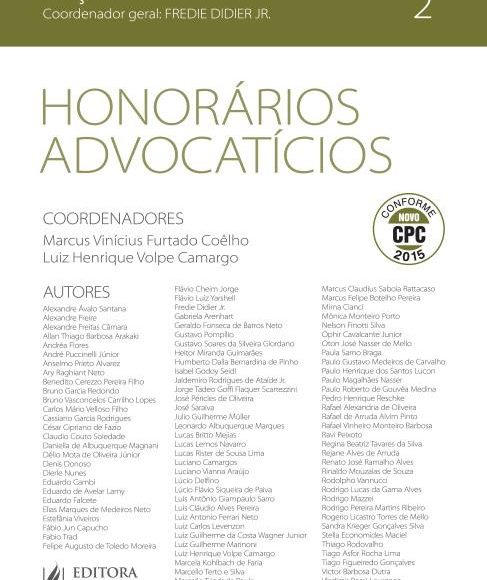 Coordenador geral: FREDIE DIDIER JR.
2
HONORÁRIOS
ADVOCATÍCIOS
COORDENADORES
Marcus Vinícius Furtado Coêlho
Luiz Henrique Volpe Camargo
CONFORME
NOVO
CPC
2015
AUTORES
Alexandre Ávalo Santana
Alexandre Freire
Alexandre Freitas Câmara
Allan Thiago Barbosa Arakaki
Andréa Flores
André Puccinelli Júnior
Anselmo Prieto Alvarez
Ary Raghiant Neto
Benedito Cerezzo Pereira Filho
Bruno Garcia Redondo
Bruno Vasconcelos Carrilho Lopes
Carlos Mário Velloso Filho
Cassiano Garcia Rodrigues
César Cipriano de Fazio
Claudio Couto Soledade
Daniella de Albuquerque Magnani
Délio Mota de Oliveira Júnior
Denis Donoso
Dierle Nunes
Eduardo Cambi
Eduardo de Avelar Lamy
Eduardo Falcete
Elias Marques de Medeiros Neto
Estefânia Viveiros
Fábio Jun Capucho
Fabio Trad
Felipe Augusto de Toledo Moreira
Flávio Cheim Jorge
Flávio Luiz Yarshell
Fredie Didier Jr.
Gabriela Arenhart
Geraldo Fonseca de Barros Neto
Gustavo Pompílio
Gustavo Soares da Silveira Giordano
Heitor Miranda Guimarães
Humberto Dalla Bernardina de Pinho
Isabel Godoy Seidl
Jaldemiro Rodrigues de Ataíde Jr.
Jorge Tadeo Goffi Flaquer Scartezzini
José Péricles de Oliveira
José Saraiva
Julio Guilherme Müller
Leonardo Albuquerque Marques
Lucas Britto Mejias
Lucas Lemos Navarro
Lucas Rister de Sousa Lima
Luciano Camargos
Luciano Vianna Araújo
Lúcio Delfino
Lúcio Flávio Siqueira de Paiva
Luís Antônio Giampaulo Sarro
Luís Cláudio Alves Pereira
Luiz Antonio Ferrari Neto
Luiz Carlos Levenzon
Luiz Guilherme da Costa Wagner Junior
Luiz Guilherme Marinoni
Luiz Henrique Volpe Camargo
Marcela Kohlbach de Faria
Marcelo Terto e Silva
Marcus Claudius Saboia Rattacaso
Marcus Felipe Botelho Pereira
Mirna Cianci
Mônica Monteiro Porto
Nelson Finotti Silva
Ophir Cavalcante Junior
Oton José Nasser de Mello
Paula Sarno Braga
Paulo Gustavo Medeiros de Carvalho
Paulo Henrique dos Santos Lucon
Paulo Magalhães Nasser
Paulo Roberto de Gouvêa Medina
Pedro Henrique Reschke
Rafael Alexandria de Oliveira
Rafael de Arruda Alvim Pinto
Rafael Vinheiro Monteiro Barbosa
Ravi Peixoto
Regina Beatriz Tavares da Silva
Rejane Alves de Arruda
Renato José Ramalho Alves
Rinaldo Mouzalas de Souza
Rodolpho Vannucci
Rodrigo Lucas da Gama Alves
Rodrigo Mazzei
Rodrigo Pereira Martins Ribeiro
Rogerio Licastro Torres de Mello
Sandra Krieger Gonçalves Silva
Stella Economides Maciel
Thiago Rodovalho
Tiago Asfor Rocha Lima
Tiago Figueiredo Gonçalves
Victor Barbosa Dutra
EDITORA